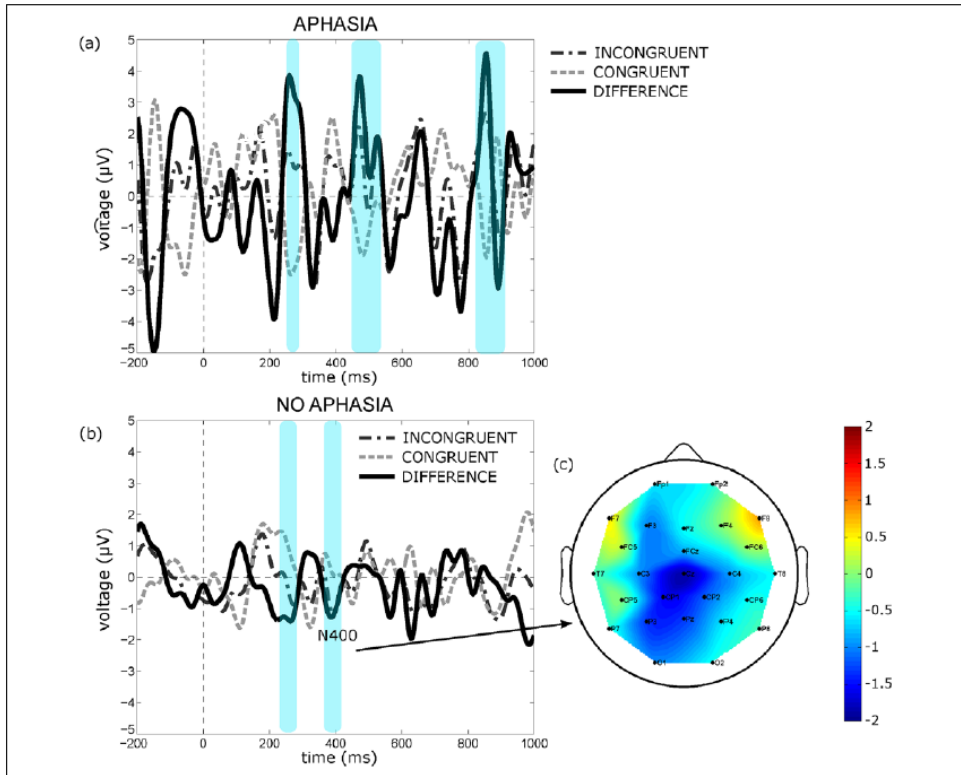 APHASIA
(a)
INCONGRUENT
CONGRUENT
DIFFERENCE
5
4
3
2
1
0
-1
-2
-3
-4
-5
voltage (µV)
-200 0 200 400 600 800 1000
time (ms)
NO APHASIA
(b)
INCONGRUENT
CONGRUENT
DIFFERENCE
5
4
3
2
1
0
-1
-2
-3
-4
-5
voltage (µV)
N400
-200 0 200 400 600 800 1000
time (ms)
(c)
Fp1 Fp2
F7 F3 Fz F4 F8
FC5 FCz FC6
T7 C3 Cz C4 T8
CP5 CP1 CP2 CP6
P7 P3 Pz P4 P8
O1 O2
2
1.5
1
0.5
0
-0.5
-1
-1.5
-2